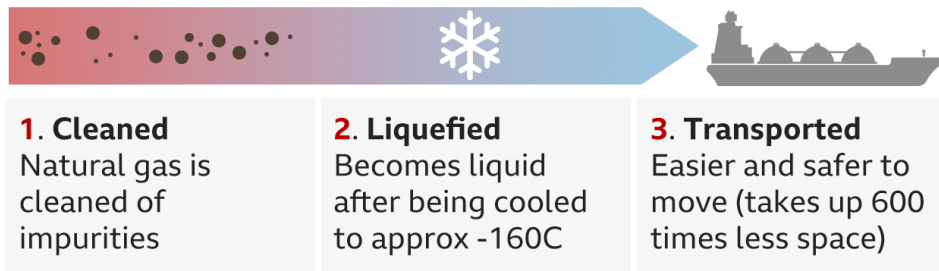 1. Cleaned
Natural gas is
cleaned of
impurities
2. Liquefied
Becomes liquid
after being cooled
to approx -160C
3. Transported
Easier and safer to
move (takes up 600
times less space)